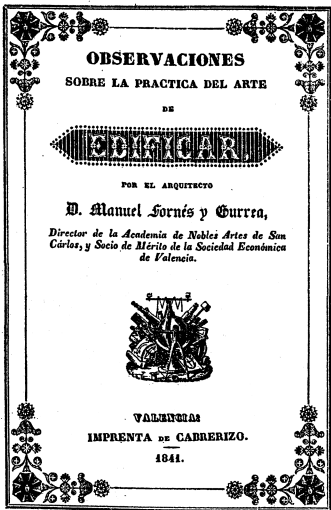 OBSERVACIONES
SOBRE LA PRACTICA DEL ARTE
DE
EDIFICAR,
POR EL ARQUITECTO
D. Manuel Fornés y Gurrea,
Director de la Academia de Nobles Artes de San
Cárlos, y Socio de Mérito de la Sociedad Económica
de Valencia.
VALENCIA:
IMPRENTA DE CABRERIZO.
1841.